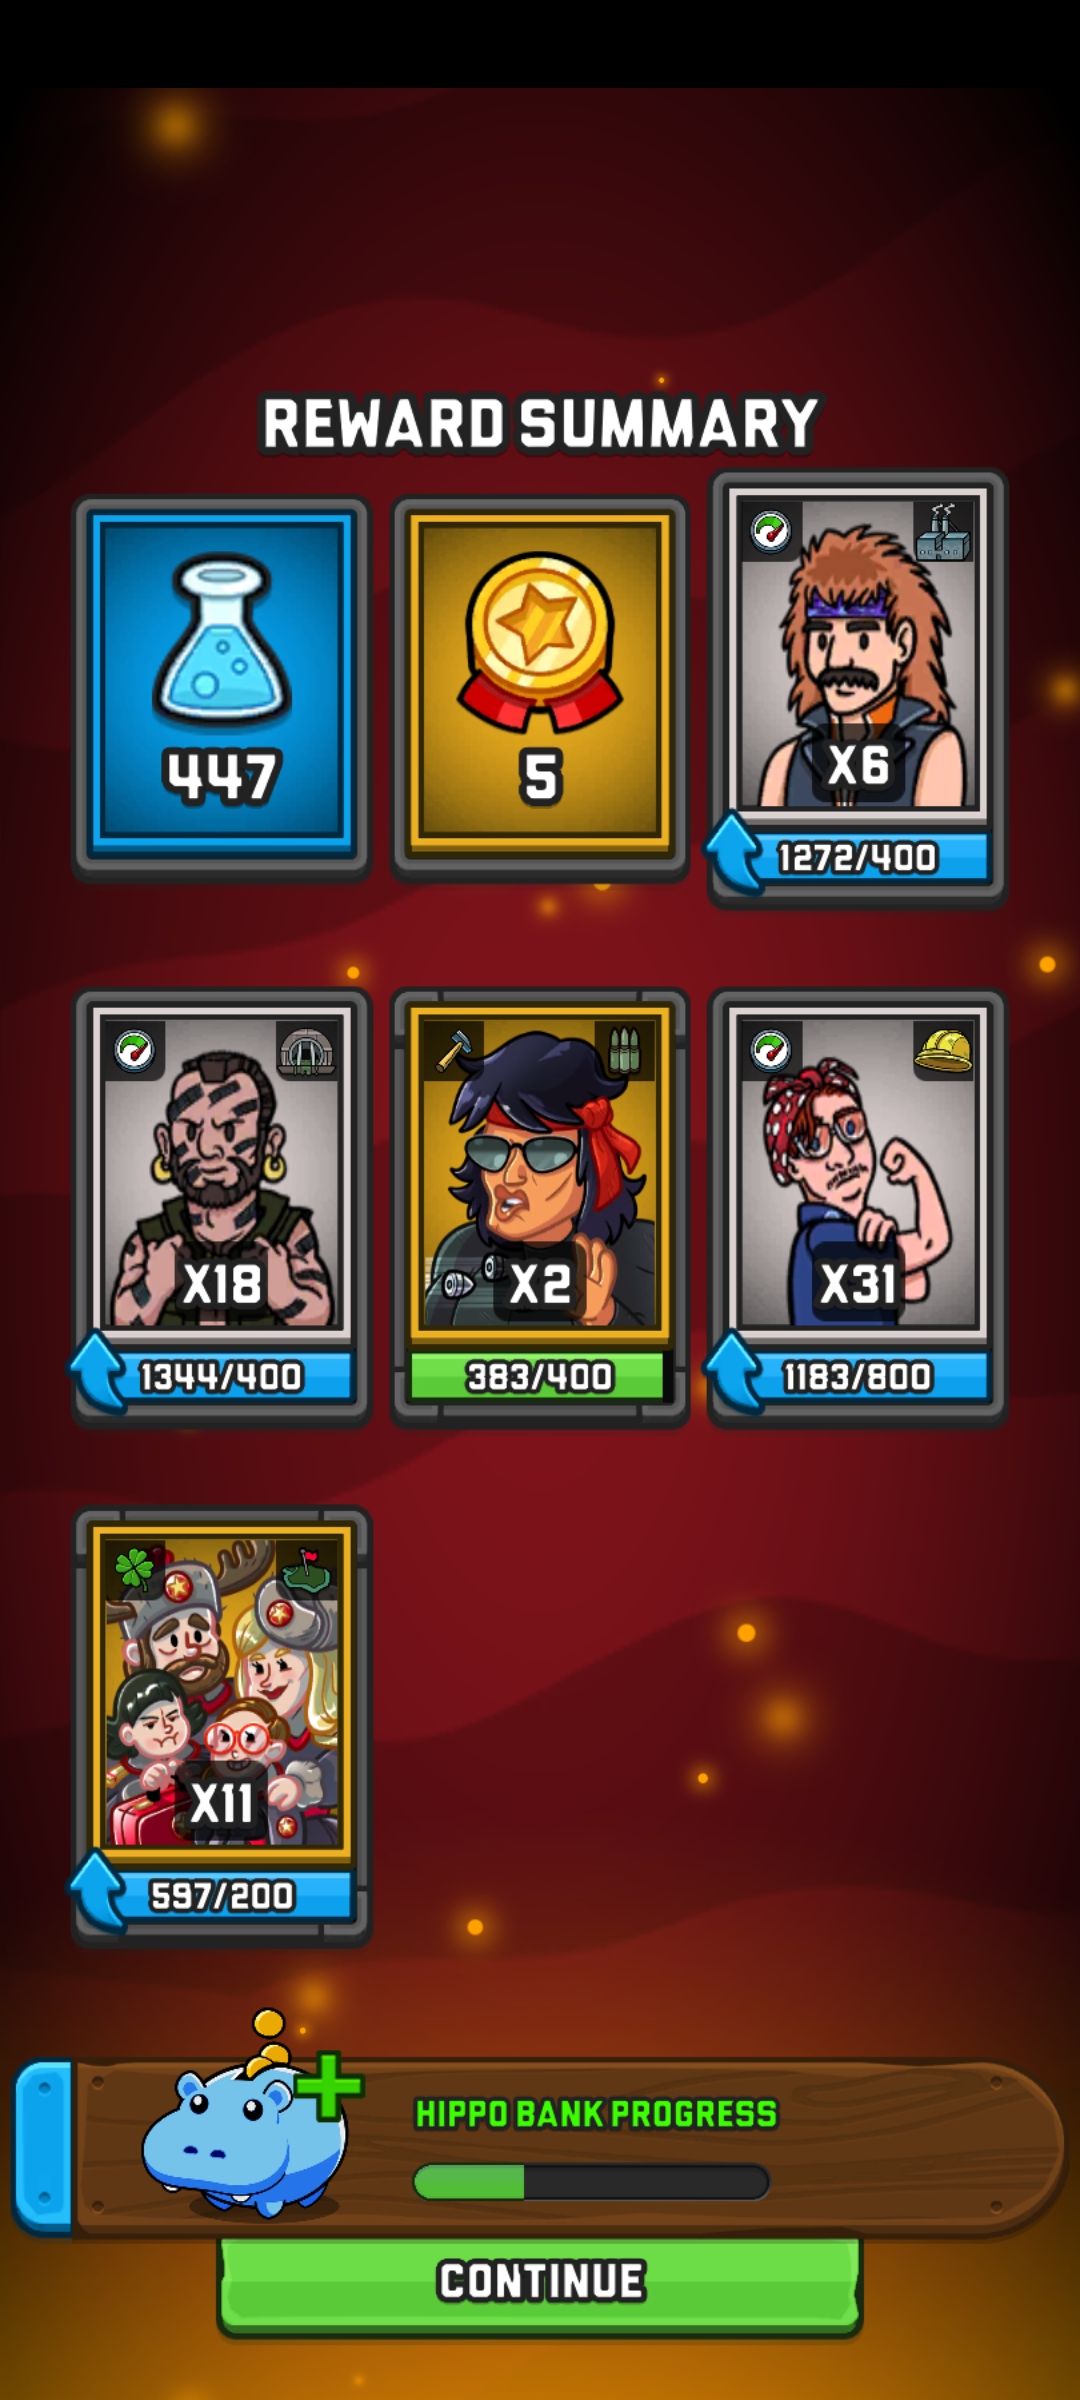 REWARD SUMMARY
447
5
X6
1272/400
X18
1344/400
X2
383/400
X31
1183/800
X11
597/200
HIPPO BANK PROGRESS
CONTINUE